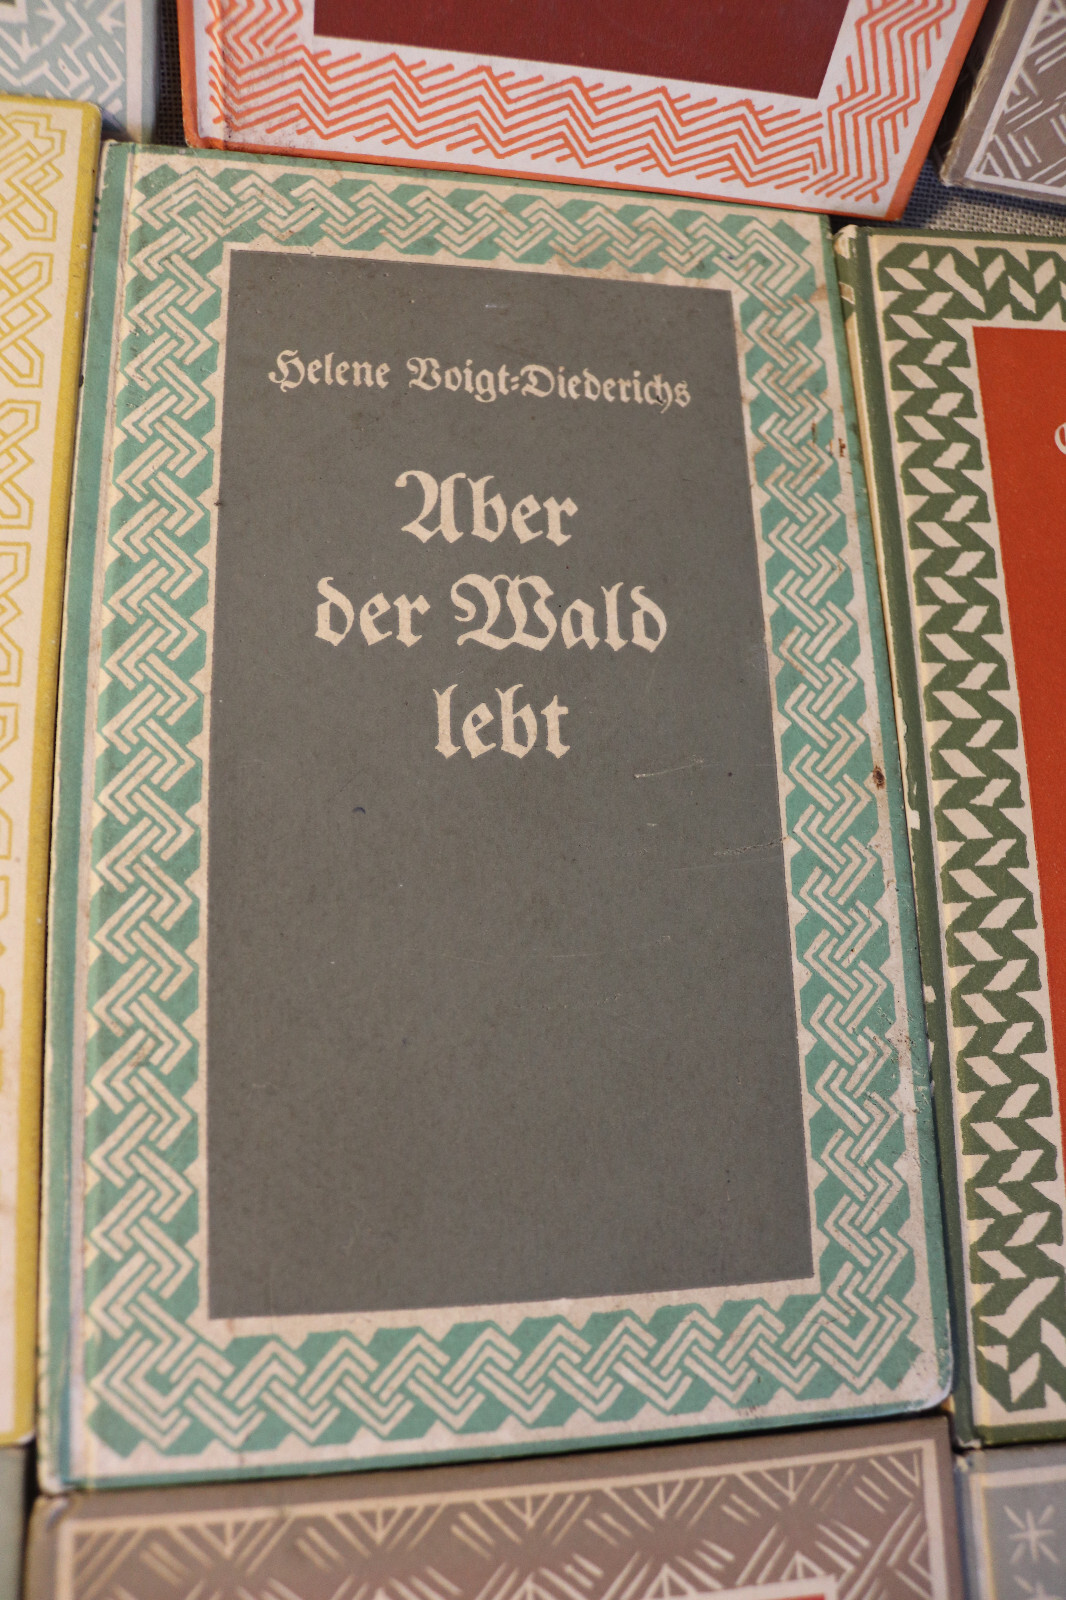 Helene Voigt-Diederichs
Aber
der Wald
lebt